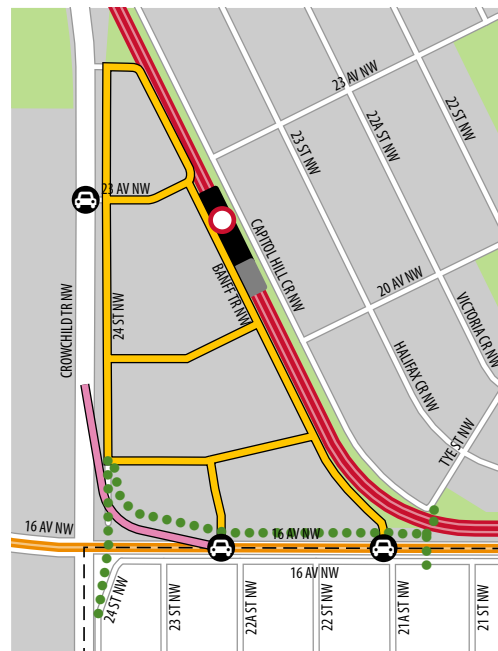 23 AV NW
22 ST NW
22A ST NW
23 ST NW
23 AV NW
CAPITOL HILL CR NW
BANFF TR NW
20 AV NW
24 ST NW
CROWCHILD TR NW
VICTORIA CR NW
HALIFAX CR NW
TYE ST NW
16 AV NW
16 AV NW
16 AV NW
24 ST NW
23 ST NW
22A ST NW
22 ST NW
21A ST NW
21 ST NW